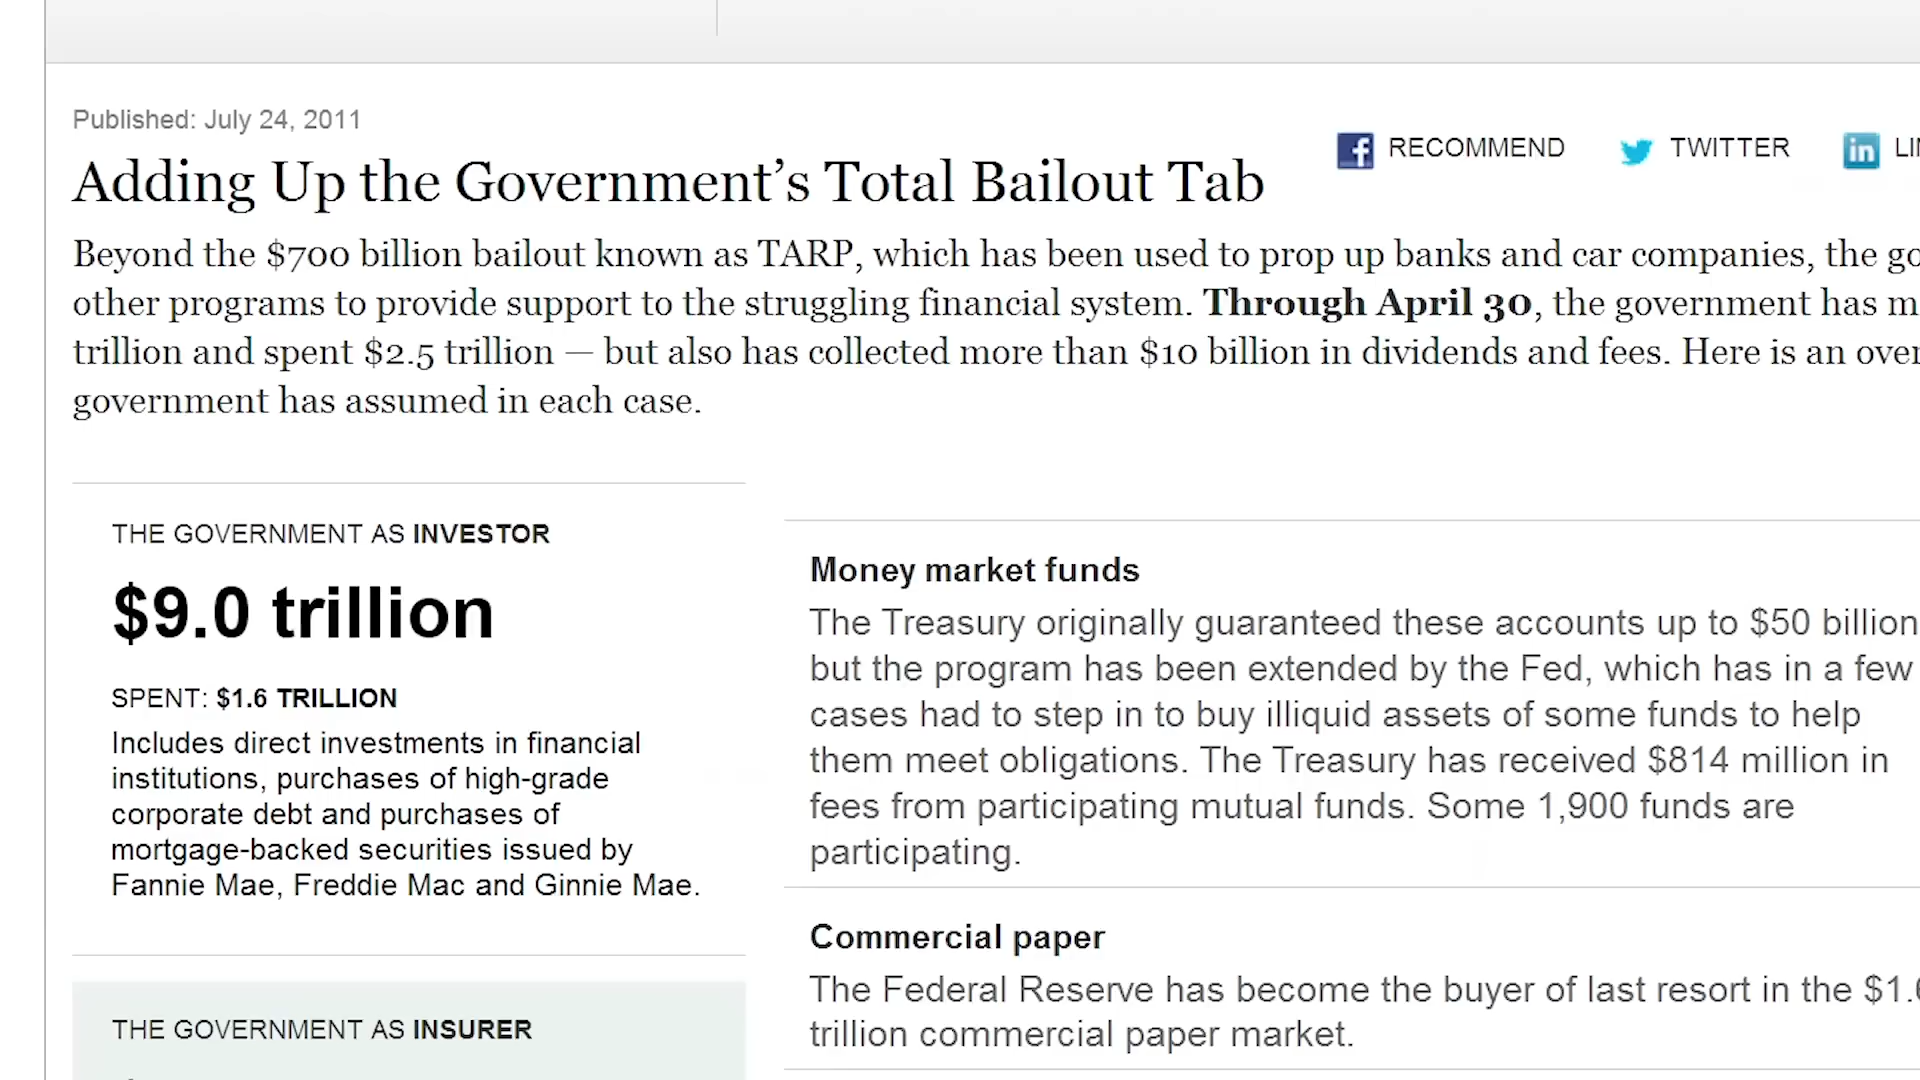 Published: July 24, 2011
RECOMMEND
TWITTER
Adding Up the Government’s Total Bailout Tab
Beyond the $700 billion bailout known as TARP, which has been used to prop up banks and car companies, the
other programs to provide support to the struggling financial system. Through April 30, the government has
trillion and spent $2.5 trillion — but also has collected more than $10 billion in dividends and fees. Here is an
government has assumed in each case.
THE GOVERNMENT AS INVESTOR
$9.0 trillion
SPENT: $1.6 TRILLION
Includes direct investments in financial
institutions, purchases of high-grade
corporate debt and purchases of
mortgage-backed securities issued by
Fannie Mae, Freddie Mac and Ginnie Mae.
THE GOVERNMENT AS INSURER
Money market funds
The Treasury originally guaranteed these accounts up to $50 billion
but the program has been extended by the Fed, which has in a few
cases had to step in to buy illiquid assets of some funds to help
them meet obligations. The Treasury has received $814 million in
fees from participating mutual funds. Some 1,900 funds are
participating.
Commercial paper
The Federal Reserve has become the buyer of last resort in the
trillion commercial paper market.